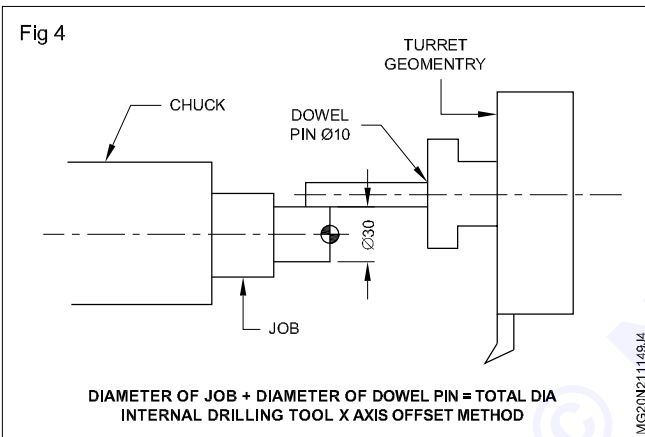 Fig 4
TURRET
GEOMENTRY
CHUCK
DOWEL
PIN Ø10
Ø30
JOB
DIAMETER OF JOB + DIAMETER OF DOWEL PIN = TOTAL DIA
INTERNAL DRILLING TOOL X AXIS OFFSET METHOD
MG20N211149J4
©